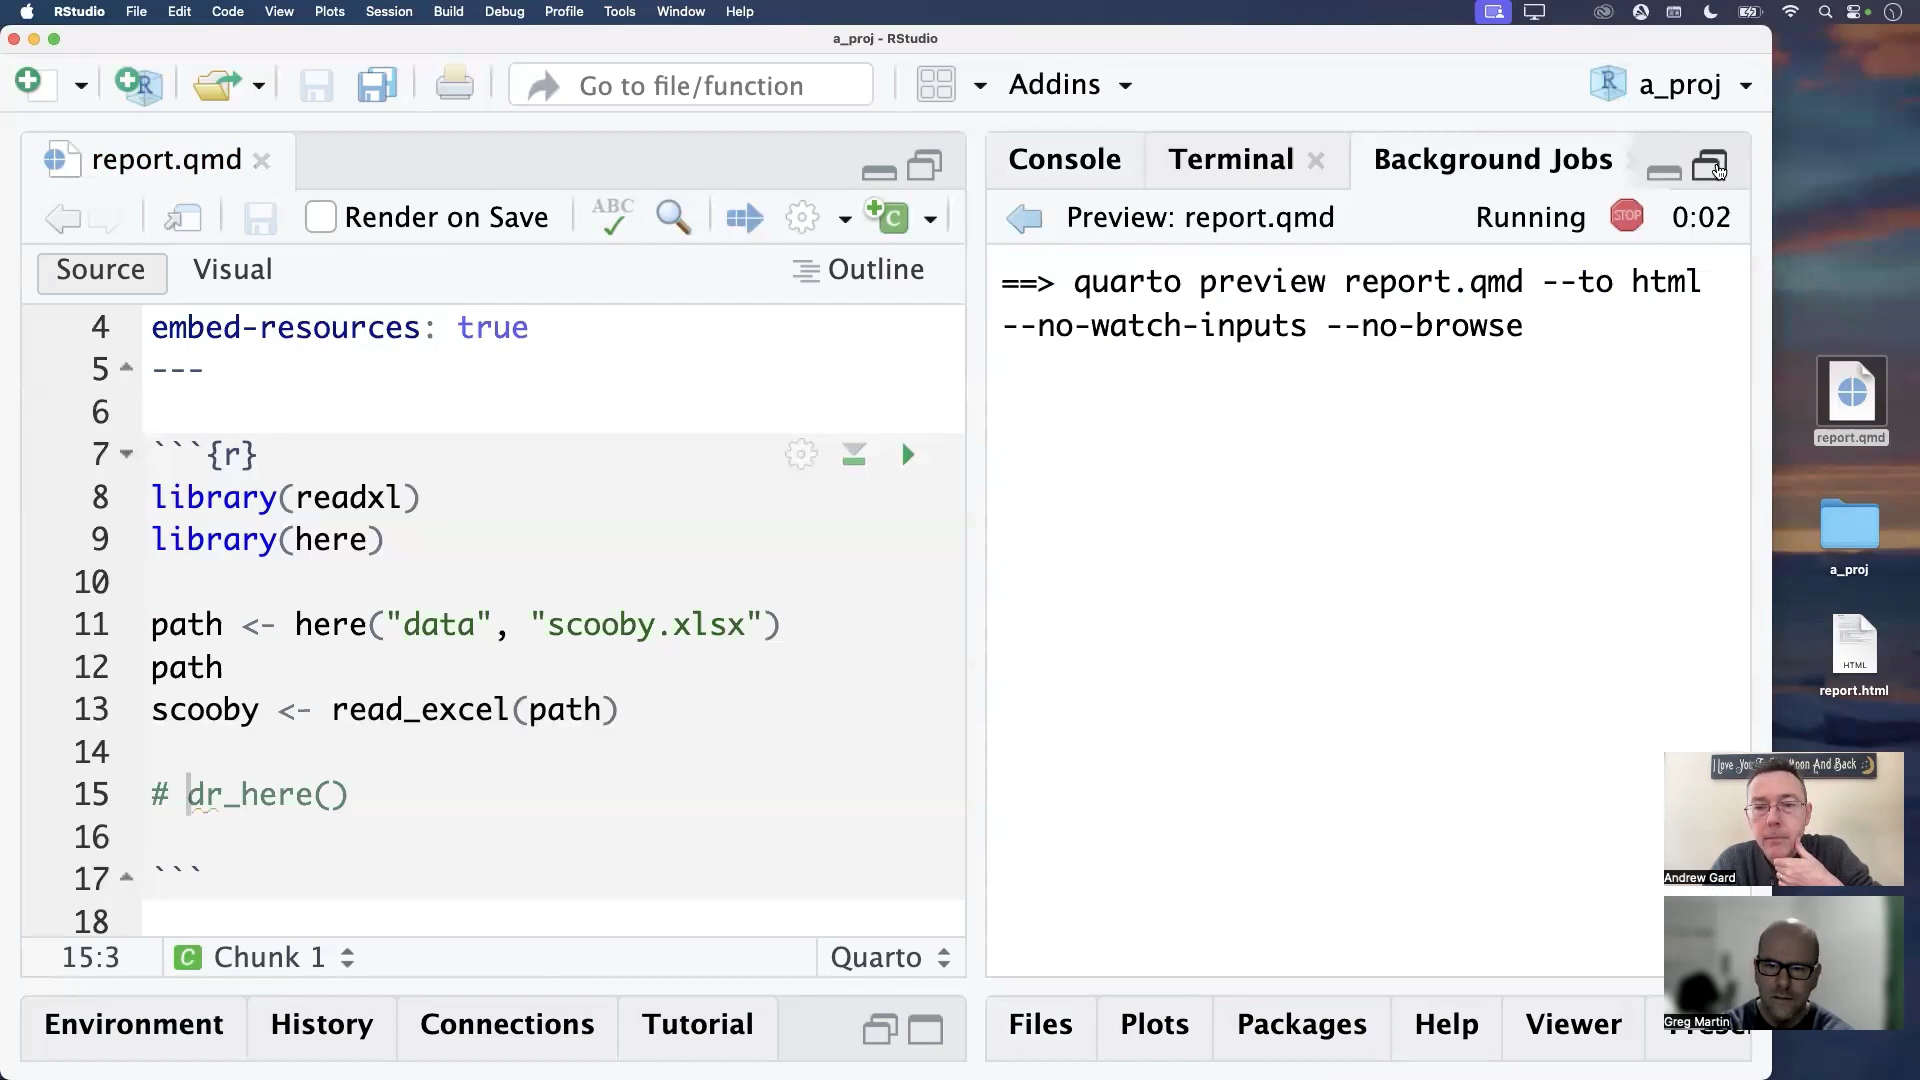 RStudio File Edit Code View Plots Session Build Debug Profile Tools Window Help
a_proj - RStudio
Go to file/function
Addins
a_proj
report.qmd
Render on Save
ABC
Source Visual
Outline
4 embed-resources: true
5 ---
6
7 ```{r}
8 library(readxl)
9 library(here)
10
11 path <- here("data", "scooby.xlsx")
12 path
13 scooby <- read_excel(path)
14
15 # dr_here()
16
17 ```
18
15:3 C Chunk 1 Quarto
Environment History Connections Tutorial
Console Terminal Background Jobs
Preview: report.qmd Running STOP 0:02
==> quarto preview report.qmd --to html
--no-watch-inputs --no-browse
Files Plots Packages Help Viewer
report.qmd
a_proj
HTML
report.html
Andrew Gard
Greg Martin